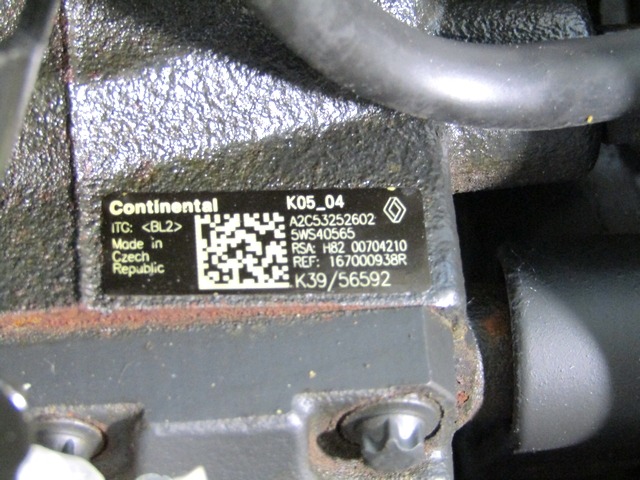 Continental
ITC: <BL2>
Made in
Czech
Republic
K05_04
A2C53252602
5WS40565
RSA: H82 00704210
REF: 167000938R
K39/56592